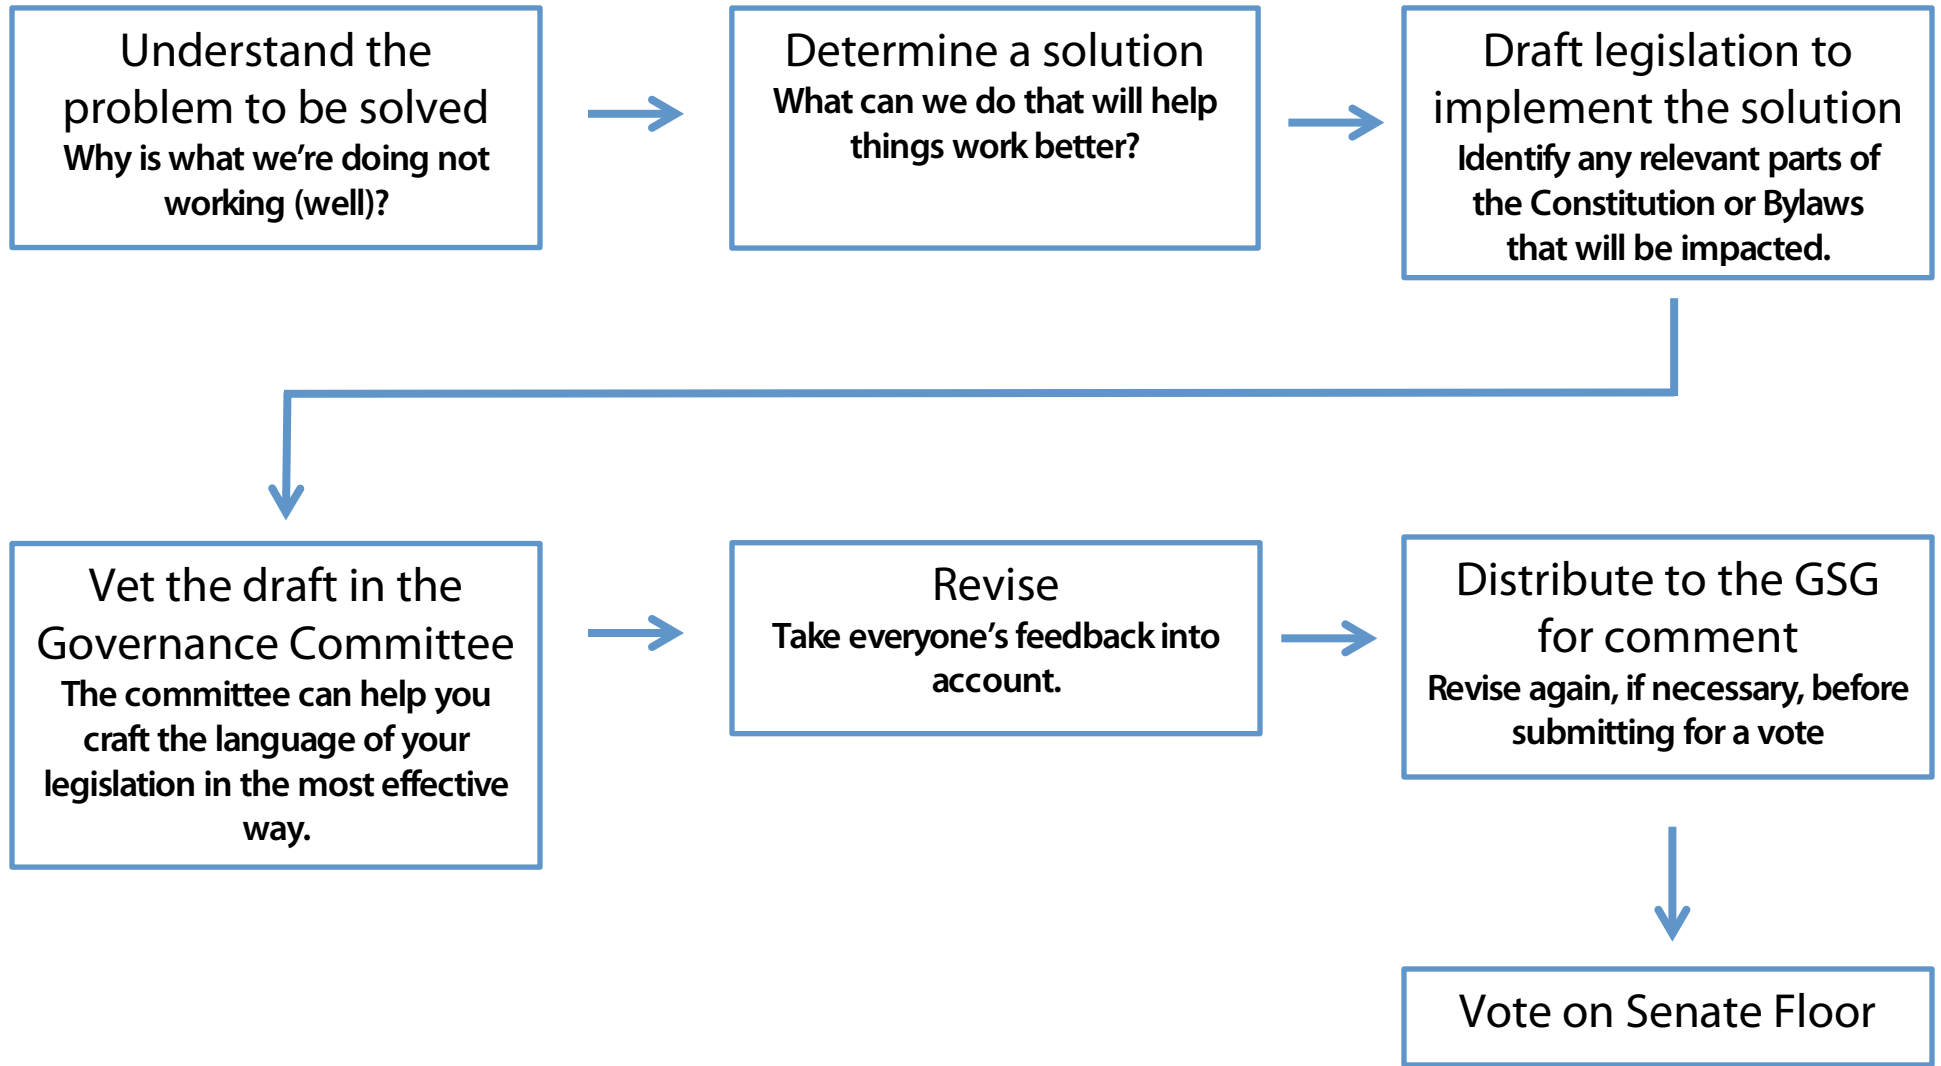 Understand the
problem to be solved
Why is what we’re doing not
working (well)?
Determine a solution
What can we do that will help
things work better?
Draft legislation to
implement the solution
Identify any relevant parts of
the Constitution or Bylaws
that will be impacted.
Vet the draft in the
Governance Committee
The committee can help you
craft the language of your
legislation in the most effective
way.
Revise
Take everyone’s feedback into
account.
Distribute to the GSG
for comment
Revise again, if necessary, before
submitting for a vote
Vote on Senate Floor